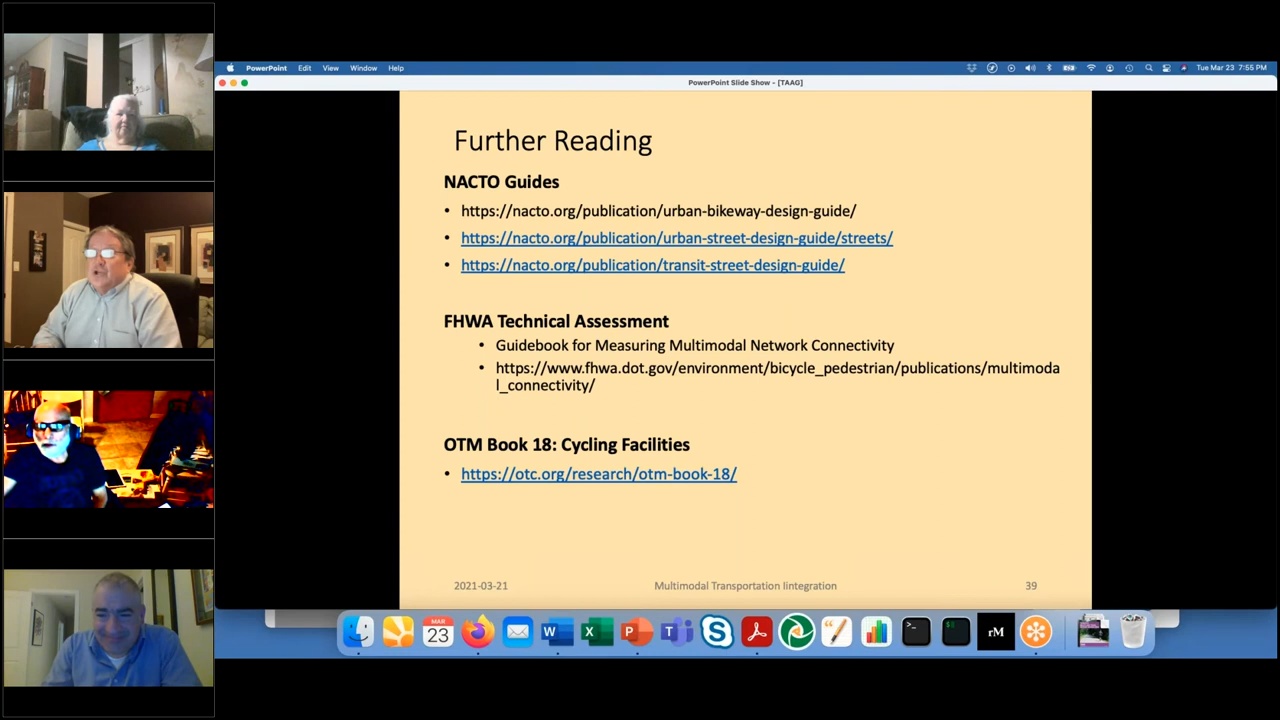 PowerPoint Edit View Window Help
Tue Mar 23 7:55 PM
PowerPoint Slide Show - [TAAG]
Further Reading
NACTO Guides
• https://nacto.org/publication/urban-bikeway-design-guide/
• https://nacto.org/publication/urban-street-design-guide/streets/
• https://nacto.org/publication/transit-street-design-guide/
FHWA Technical Assessment
• Guidebook for Measuring Multimodal Network Connectivity
• https://www.fhwa.dot.gov/environment/bicycle_pedestrian/publications/multimoda
l_connectivity/
OTM Book 18: Cycling Facilities
• https://otc.org/research/otm-book-18/
2021-03-21 Multimodal Transportation Iintegration 39
MAR
23
W X P T S rM